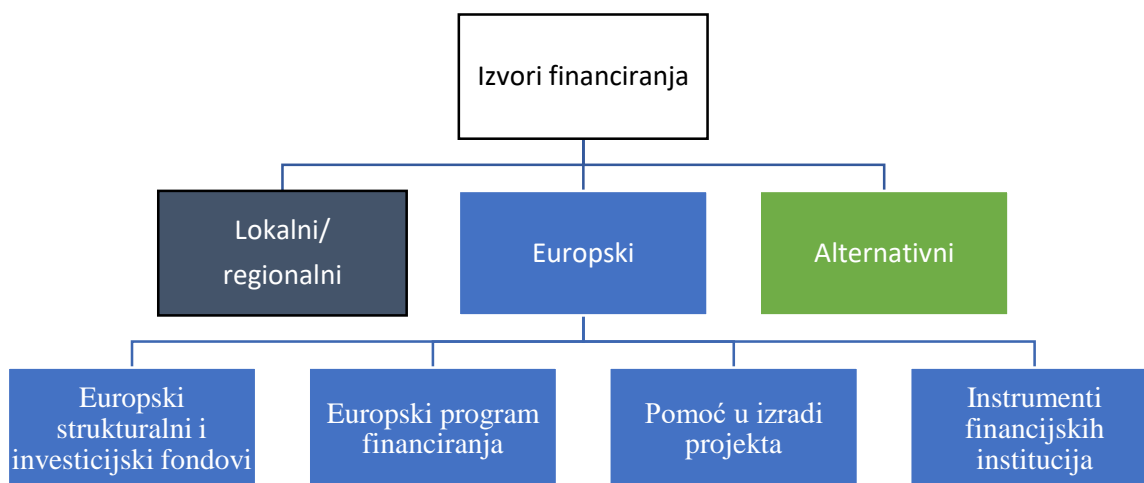 Izvori financiranja
Lokalni/
regionalni
Europski
Alternativni
Europski
strukturalni i
investicijski fondovi
Europski program
financiranja
Pomoć u izradi
projekta
Instrumenti
financijskih
institucija